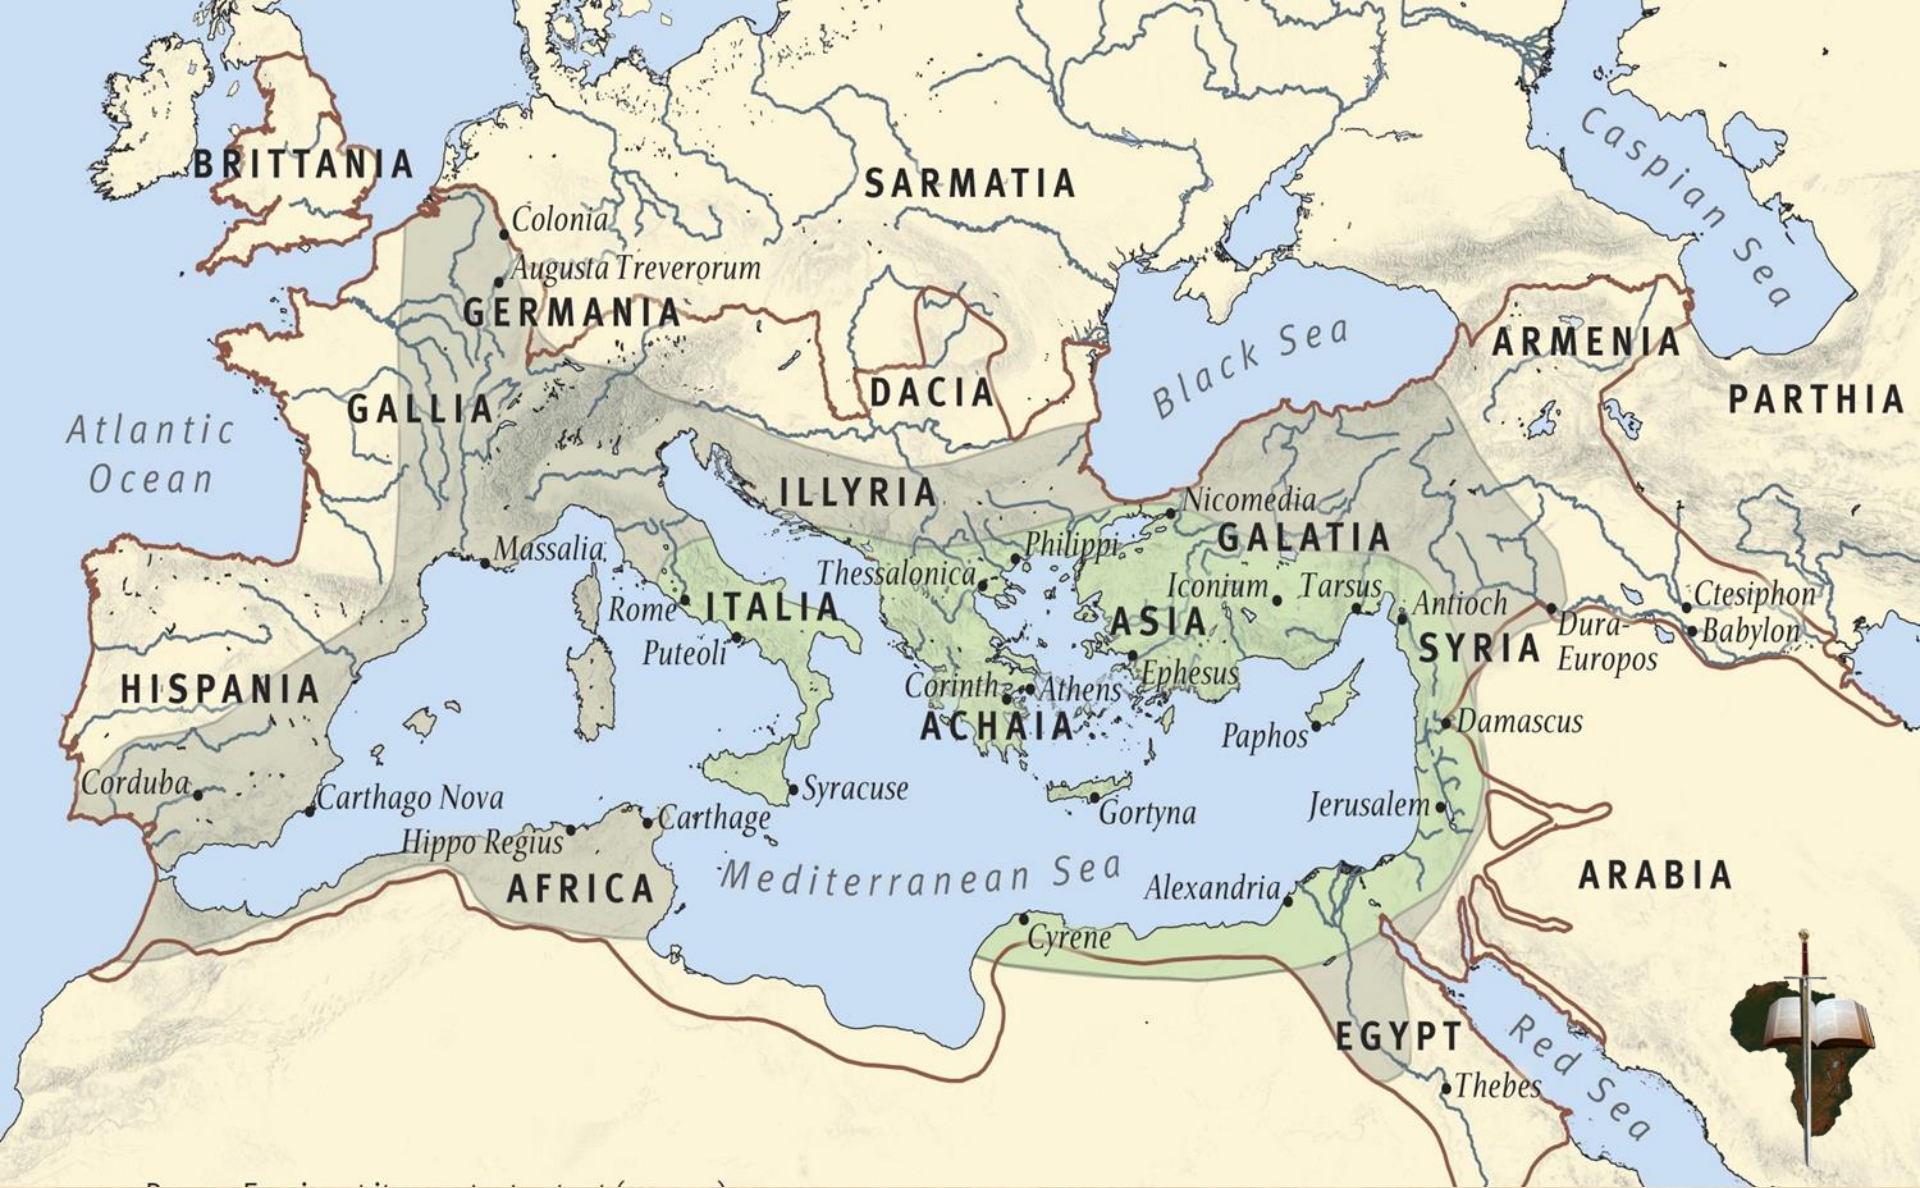 BRITTANIA
SARMATIA
Caspian Sea
Colonia
Augusta Treverorum
GERMANIA
Black Sea
ARMENIA
DACIA
PARTHIA
GALLIA
Atlantic
Ocean
ILLYRIA
Nicomedia
GALATIA
Massalia
Philippi
Thessalonica
Iconium
Tarsus
Antioch
Ctesiphon
Rome
ITALIA
ASIA
Babylon
Dura-
Europos
SYRIA
Puteoli
Ephesus
HISPANIA
Corinth
Athens
ACHAIA
Damascus
Paphos
Corduba
Carthago Nova
Syracuse
Gortyna
Jerusalem
Carthage
Hippo Regius
Mediterranean Sea
AFRICA
Alexandria
ARABIA
Cyrene
EGYPT
Red Sea
Thebes